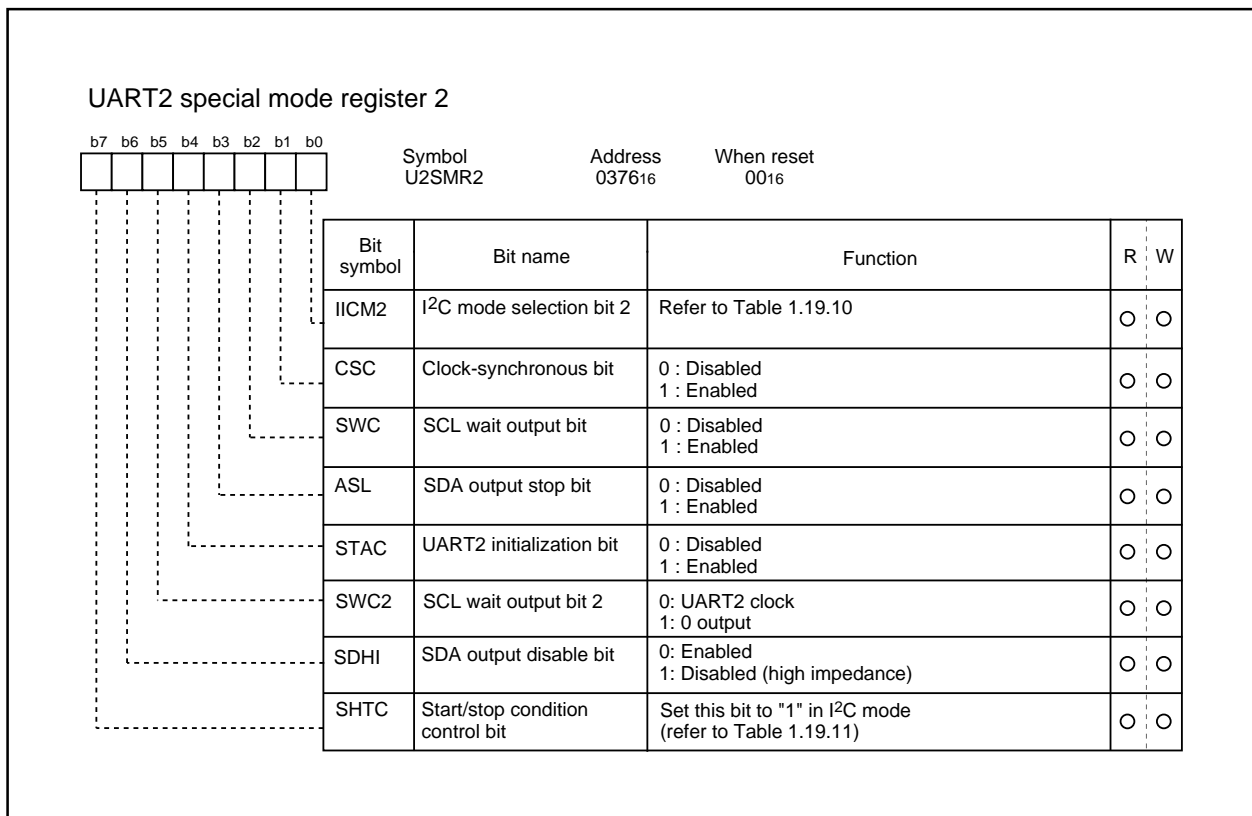 UART2 special mode register 2
b7 b6 b5 b4 b3 b2 b1 b0
Symbol Address When reset
U2SMR2 037616 0016
Bit symbol Bit name Function R W
IICM2 I2C mode selection bit 2 Refer to Table 1.19.10
CSC Clock-synchronous bit 0 : Disabled
1 : Enabled
SWC SCL wait output bit 0 : Disabled
1 : Enabled
ASL SDA output stop bit 0 : Disabled
1 : Enabled
STAC UART2 initialization bit 0 : Disabled
1 : Enabled
SWC2 SCL wait output bit 2 0: UART2 clock
1: 0 output
SDHI SDA output disable bit 0: Enabled
1: Disabled (high impedance)
SHTC Start/stop condition control bit Set this bit to "1" in I2C mode
(refer to Table 1.19.11)